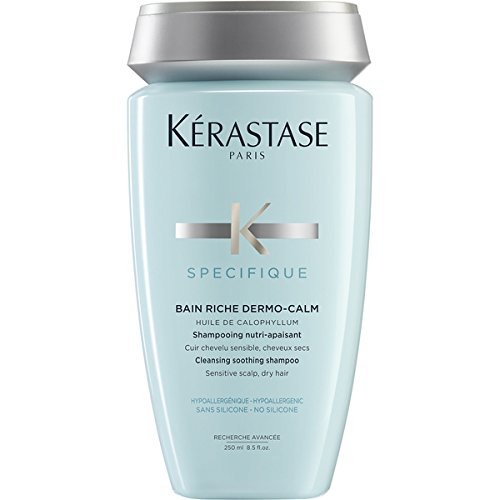 KÉRASTASE
PARIS
K
SPECIFIQUE
BAIN RICHE DERMO-CALM
HUILE DE CALOPHYLLUM
Shampooing nutri-apaisant
Cuir chevelu sensible, cheveux secs
Cleansing soothing shampoo
Sensitive scalp, dry hair
HYPOALLERGÉNIQUE - HYPOALLERGENIC
SANS SILICONE - NO SILICONE
RECHERCHE AVANCÉE
250 ml 8.5 fl.oz.